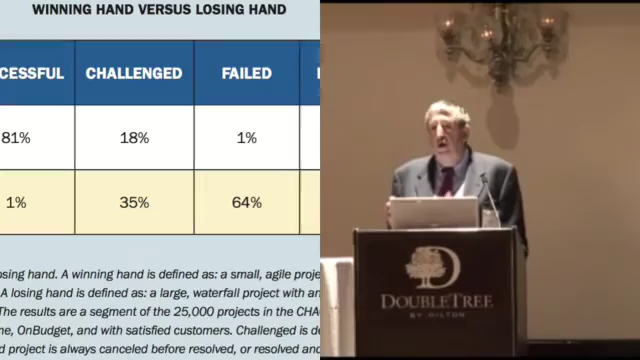 WINNING HAND VERSUS LOSING HAND
CESSFUL CHALLENGED FAILED
81% 18% 1%
1% 35% 64%
osing hand. A winning hand is defined as: a small, agile proje
A losing hand is defined as: a large, waterfall project with an
The results are a segment of the 25,000 projects in the CHA
me, OnBudget, and with satisfied customers. Challenged is de
d project is always canceled before resolved, or resolved and
DOUBLETREE
BY HILTON